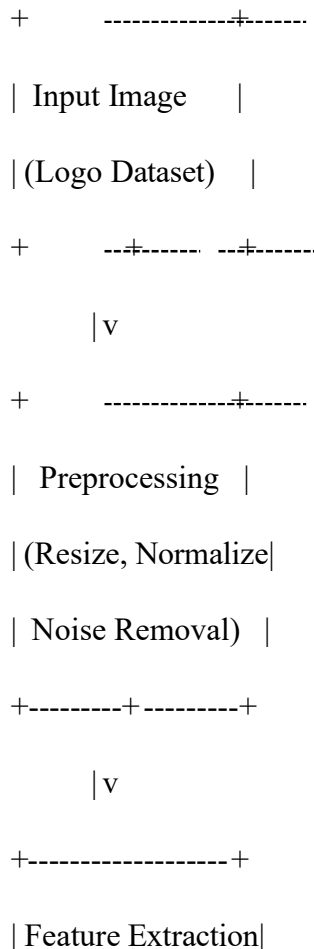 + --------------------+-------
| Input Image |
| (Logo Dataset) |
+ ----+-------- ----+--------
| v
+ --------------------+-------
| Preprocessing |
| (Resize, Normalize|
| Noise Removal) |
+---------+---------+
| v
+-------------------+
| Feature Extraction|